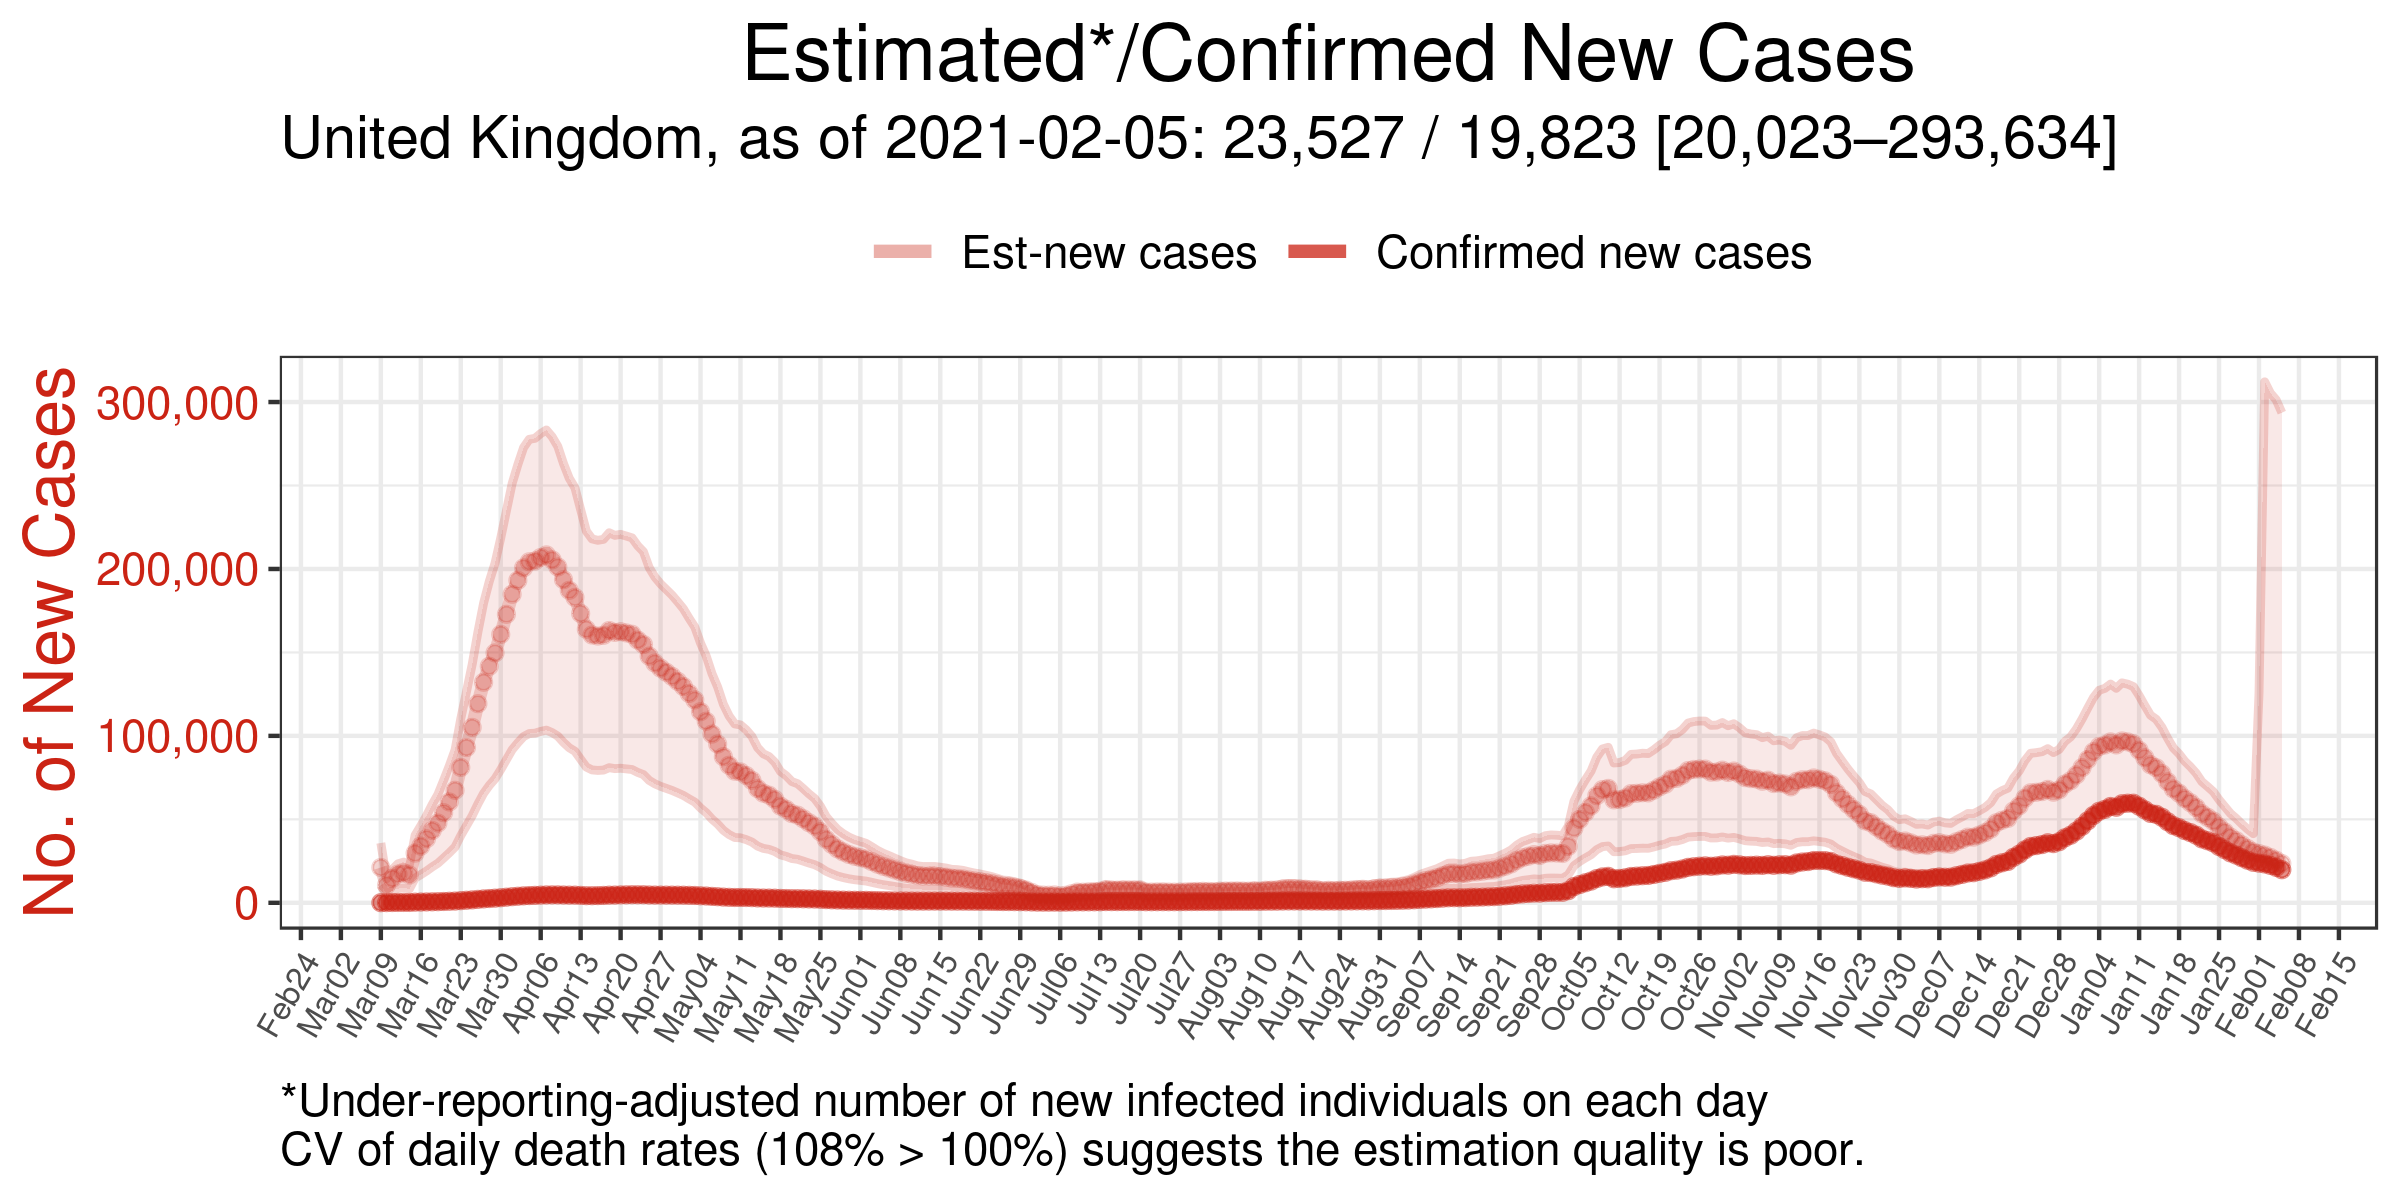 Estimated*/Confirmed New Cases
United Kingdom, as of 2021-02-05: 23,527 / 19,823 [20,023–293,634]
Est-new cases Confirmed new cases
No. of New Cases
300,000
200,000
100,000
0
Feb24 Mar02 Mar09 Mar16 Mar23 Mar30 Apr06 Apr13 Apr20 Apr27 May04 May11 May18 May25 Jun01 Jun08 Jun15 Jun22 Jun29 Jul06 Jul13 Jul20 Jul27 Aug03 Aug10 Aug17 Aug24 Aug31 Sep07 Sep14 Sep21 Sep28 Oct05 Oct12 Oct19 Oct26 Nov02 Nov09 Nov16 Nov23 Nov30 Dec07 Dec14 Dec21 Dec28 Jan04 Jan11 Jan18 Jan25 Feb01 Feb08 Feb15
*Under-reporting-adjusted number of new infected individuals on each day
CV of daily death rates (108% > 100%) suggests the estimation quality is poor.